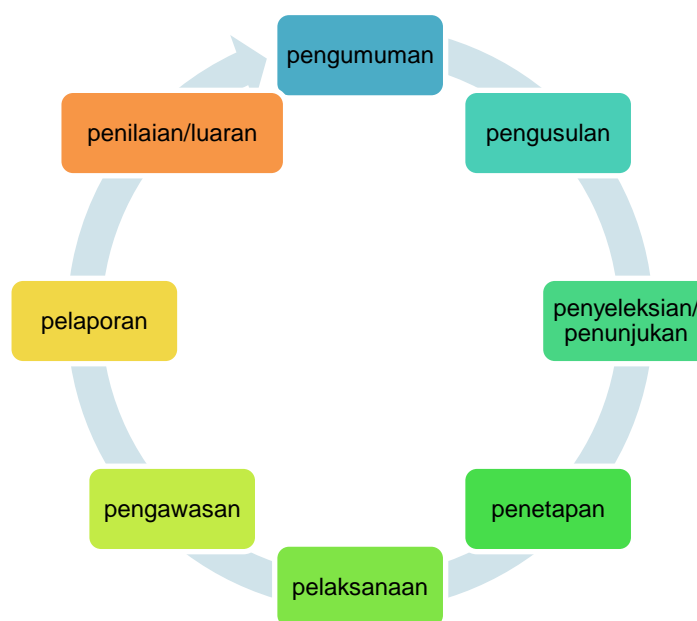 pengumuman
pengusulan
penyeleksian/
penunjukan
penetapan
pelaksanaan
pengawasan
pelaporan
penilaian/luaran